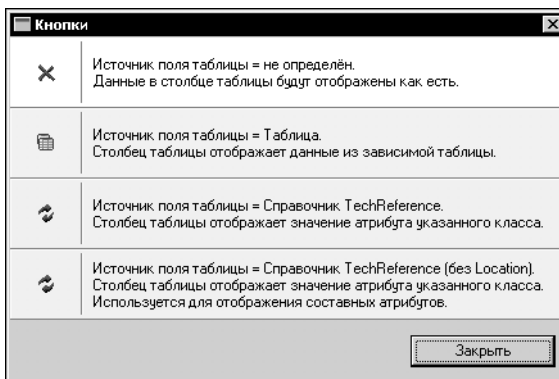 Кнопки
Источник поля таблицы = не определён.
Данные в столбце таблицы будут отображены как есть.
Источник поля таблицы = Таблица.
Столбец таблицы отображает данные из зависимой таблицы.
Источник поля таблицы = Справочник TechReference.
Столбец таблицы отображает значение атрибута указанного класса.
Источник поля таблицы = Справочник TechReference (без Location).
Столбец таблицы отображает значение атрибута указанного класса.
Используется для отображения составных атрибутов.
Закрыть